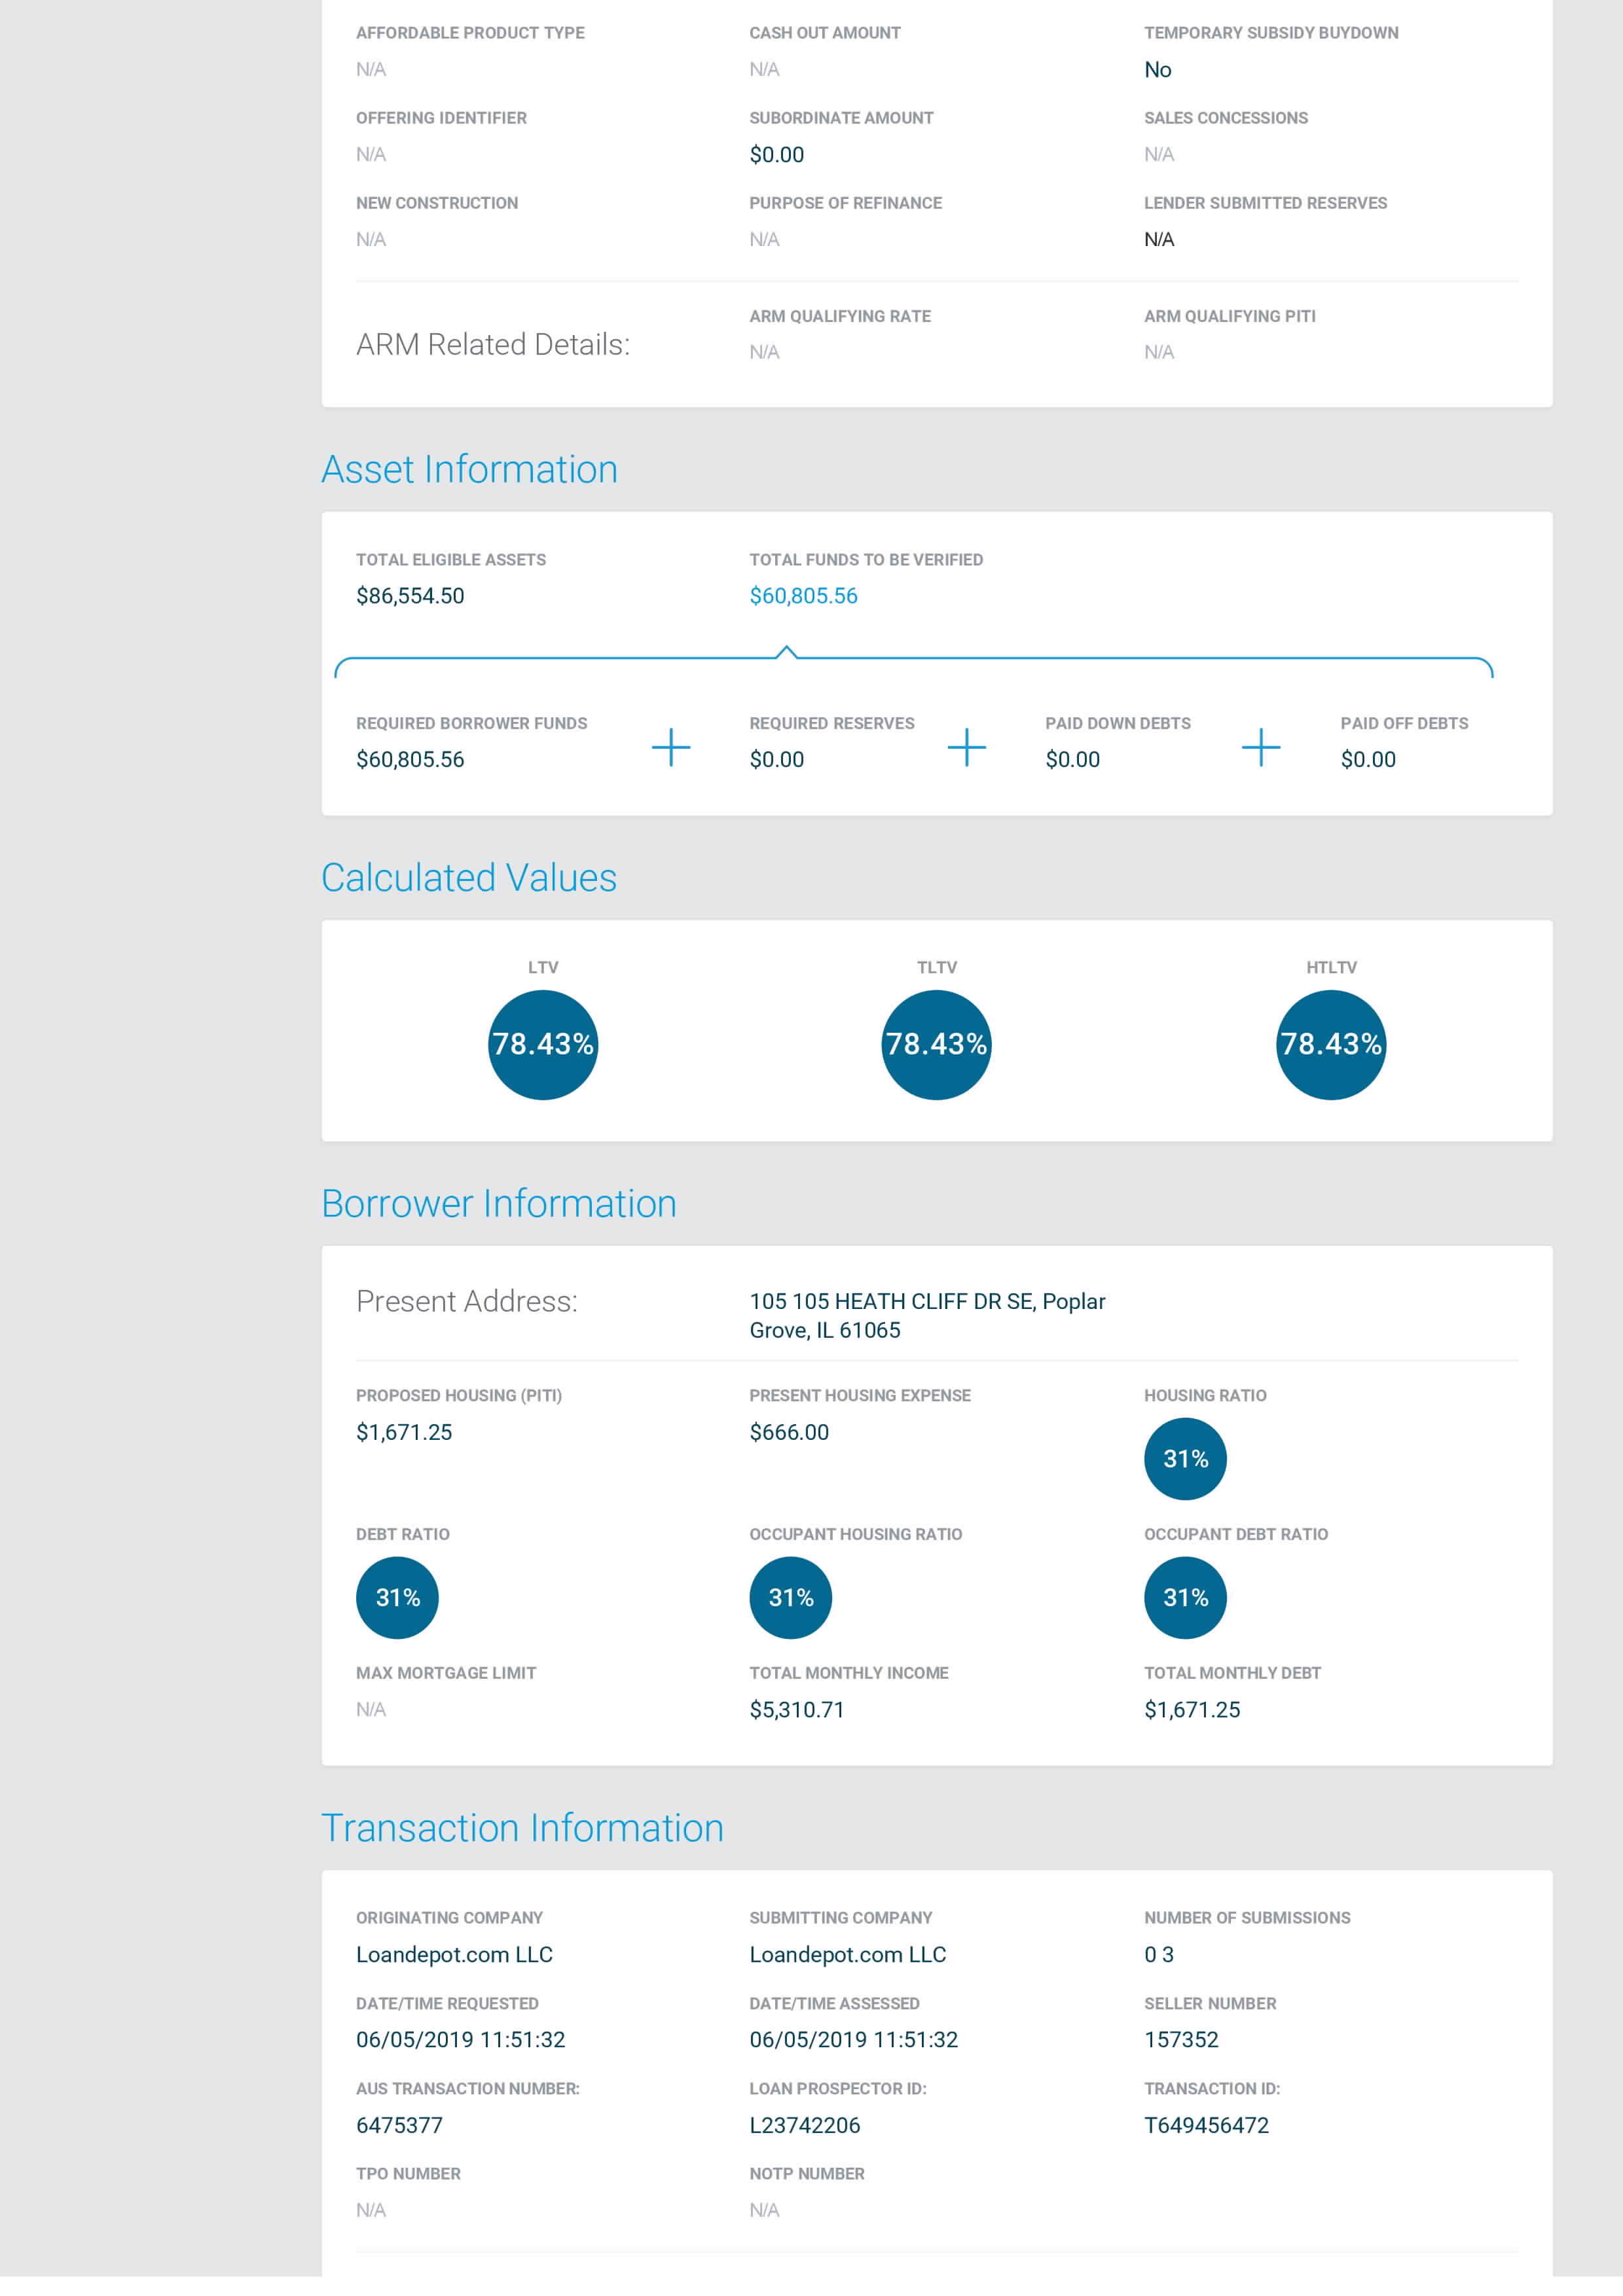 AFFORDABLE PRODUCT TYPE CASH OUT AMOUNT TEMPORARY SUBSIDY BUYDOWN
N/A N/A No
OFFERING IDENTIFIER SUBORDINATE AMOUNT SALES CONCESSIONS
N/A $0.00 N/A
NEW CONSTRUCTION PURPOSE OF REFINANCE LENDER SUBMITTED RESERVES
N/A N/A N/A
ARM QUALIFYING RATE ARM QUALIFYING PITI
ARM Related Details:
N/A N/A
Asset Information
TOTAL ELIGIBLE ASSETS TOTAL FUNDS TO BE VERIFIED
$86,554.50 $60,805.56
REQUIRED BORROWER FUNDS REQUIRED RESERVES PAID DOWN DEBTS PAID OFF DEBTS
$60,805.56 + $0.00 + $0.00 + $0.00
Calculated Values
LTV TLTV HTLTV
78.43% 78.43% 78.43%
Borrower Information
Present Address: 105 105 HEATH CLIFF DR SE, Poplar
Grove, IL 61065
PROPOSED HOUSING (PITI) PRESENT HOUSING EXPENSE HOUSING RATIO
$1,671.25 $666.00 31%
DEBT RATIO OCCUPANT HOUSING RATIO OCCUPANT DEBT RATIO
31% 31% 31%
MAX MORTGAGE LIMIT TOTAL MONTHLY INCOME TOTAL MONTHLY DEBT
N/A $5,310.71 $1,671.25
Transaction Information
ORIGINATING COMPANY SUBMITTING COMPANY NUMBER OF SUBMISSIONS
Loandepot.com LLC Loandepot.com LLC 0 3
DATE/TIME REQUESTED DATE/TIME ASSESSED SELLER NUMBER
06/05/2019 11:51:32 06/05/2019 11:51:32 157352
AUS TRANSACTION NUMBER: LOAN PROSPECTOR ID: TRANSACTION ID:
6475377 L23742206 T649456472
TPO NUMBER NOTP NUMBER
N/A N/A